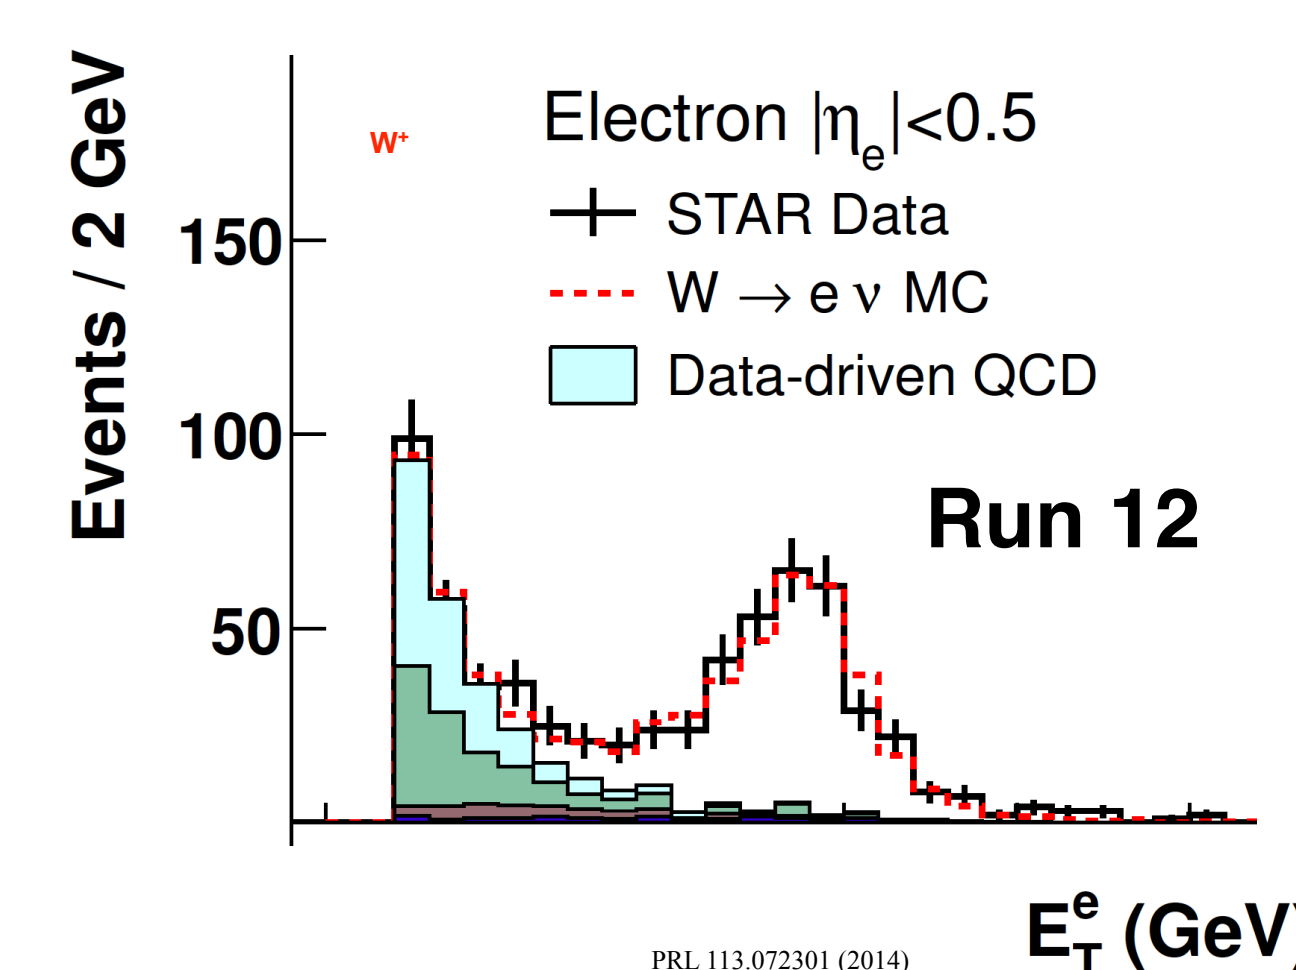 Events / 2 GeV
W⁺
Electron |ηₑ|<0.5
STAR Data
W → e ν MC
Data-driven QCD
150
100
50
Run 12
E_T^e (GeV)
PRL 113.072301 (2014)